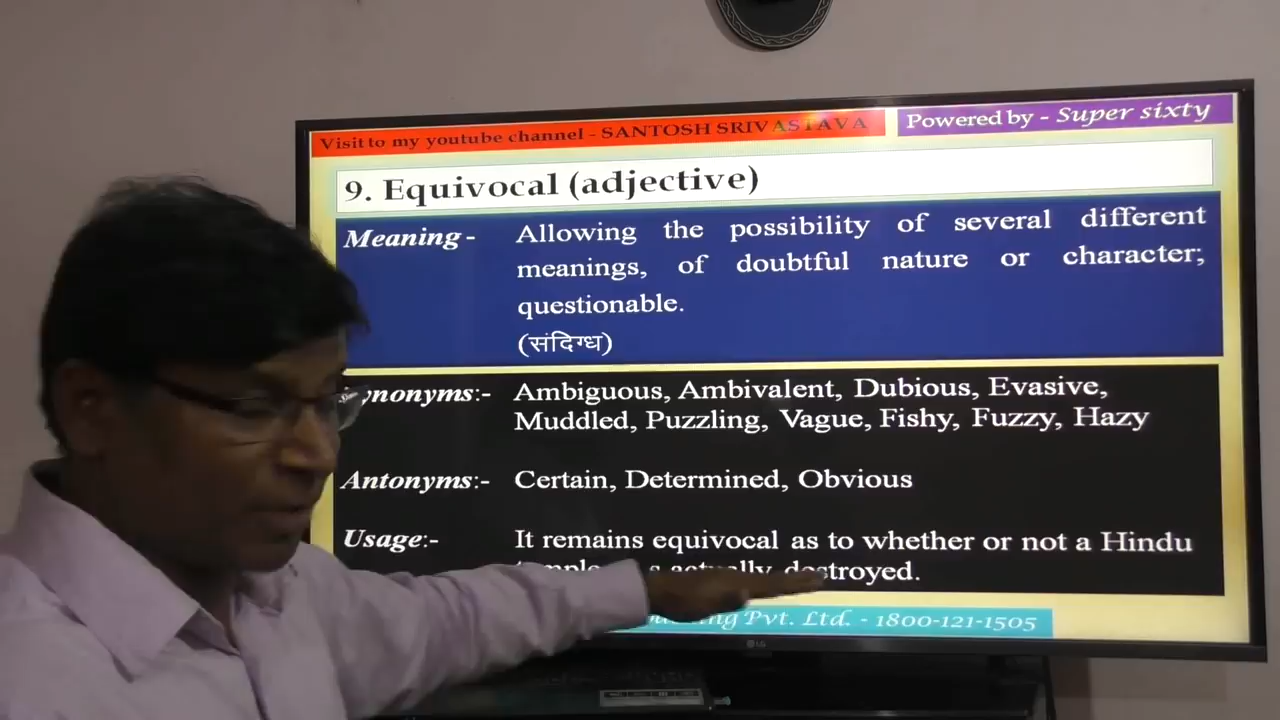 Visit to my youtube channel - SANTOSH SRIVASTAVA
Powered by - Super sixty
9. Equivocal (adjective)
Meaning - Allowing the possibility of several different
meanings, of doubtful nature or character;
questionable.
(संदिग्ध)
ynonyms:- Ambiguous, Ambivalent, Dubious, Evasive,
Muddled, Puzzling, Vague, Fishy, Fuzzy, Hazy
Antonyms:- Certain, Determined, Obvious
Usage:- It remains equivocal as to whether or not a Hindu
actually destroyed.
Pvt. Ltd. - 1800-121-1505
LG